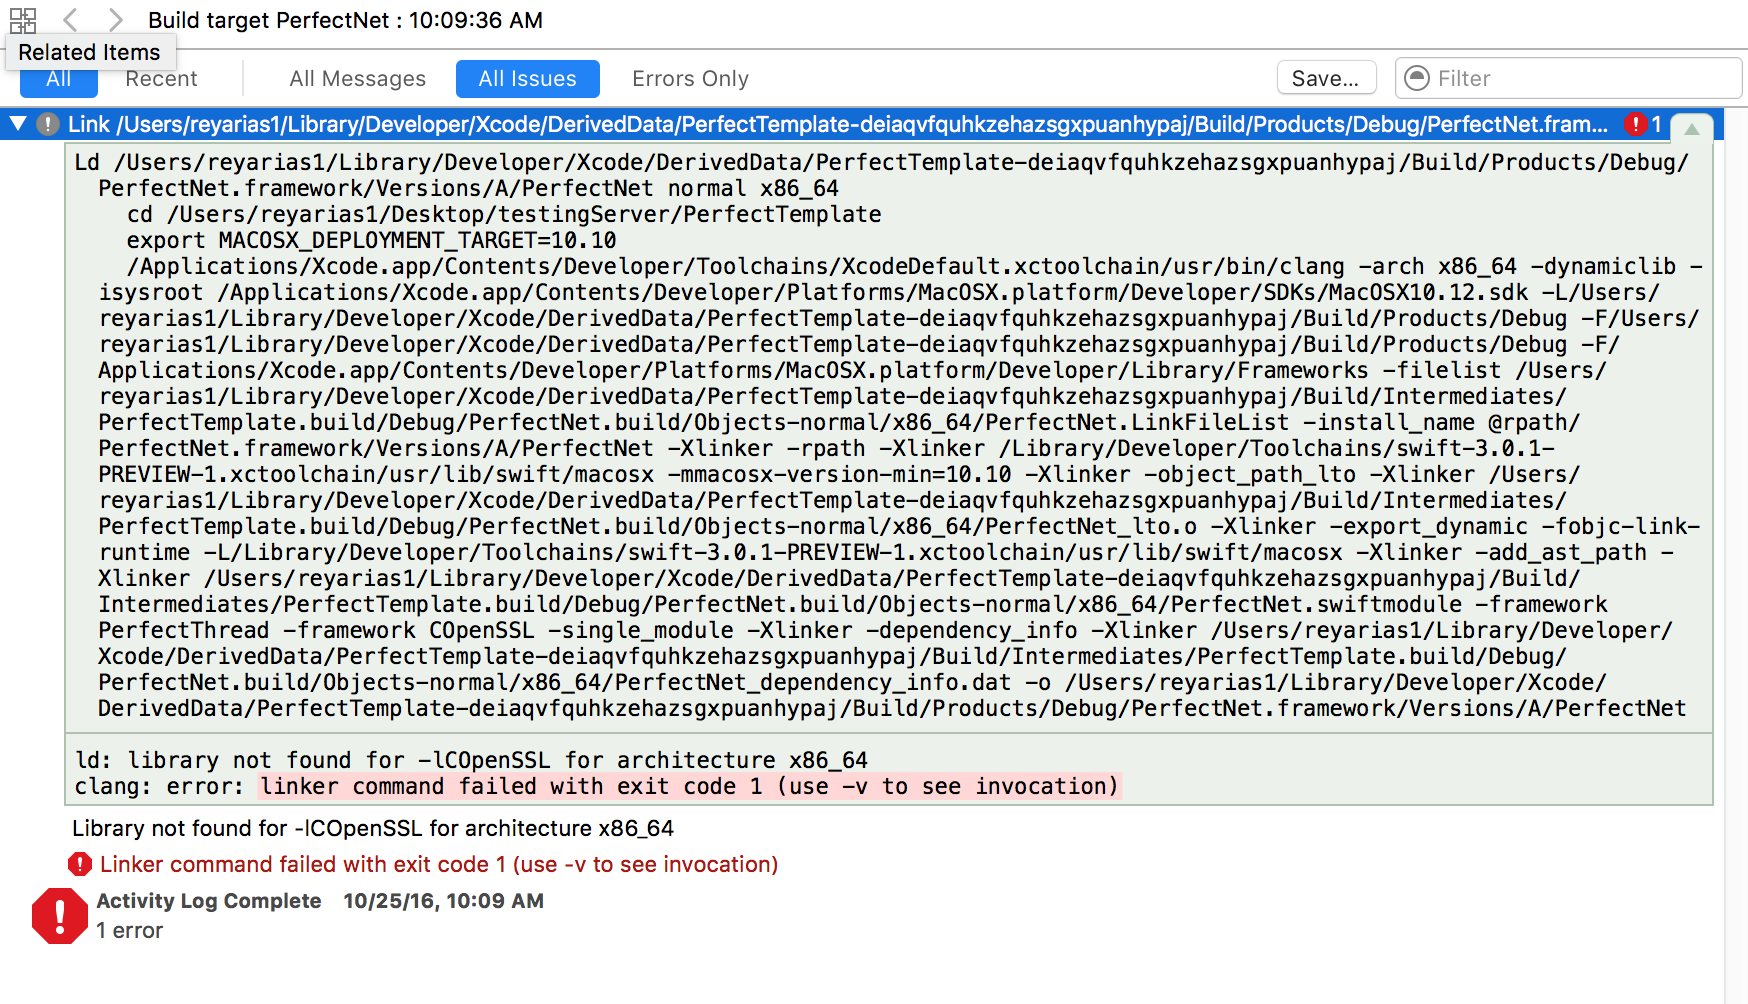 Build target PerfectNet : 10:09:36 AM
Related Items
All
Recent
All Messages
All Issues
Errors Only
Save...
Filter
Link /Users/reyarias1/Library/Developer/Xcode/DerivedData/PerfectTemplate-deiaqvfquhkzehazsgxpuanhypaj/Build/Products/Debug/PerfectNet.fram... 1
Ld /Users/reyarias1/Library/Developer/Xcode/DerivedData/PerfectTemplate-deiaqvfquhkzehazsgxpuanhypaj/Build/Products/Debug/
PerfectNet.framework/Versions/A/PerfectNet normal x86_64
cd /Users/reyarias1/Desktop/testingServer/PerfectTemplate
export MACOSX_DEPLOYMENT_TARGET=10.10
/Applications/Xcode.app/Contents/Developer/Toolchains/XcodeDefault.xctoolchain/usr/bin/clang -arch x86_64 -dynamiclib -
isysroot /Applications/Xcode.app/Contents/Developer/Platforms/MacOSX.platform/Developer/SDKs/MacOSX10.12.sdk -L/Users/
reyarias1/Library/Developer/Xcode/DerivedData/PerfectTemplate-deiaqvfquhkzehazsgxpuanhypaj/Build/Products/Debug -F/Users/
reyarias1/Library/Developer/Xcode/DerivedData/PerfectTemplate-deiaqvfquhkzehazsgxpuanhypaj/Build/Products/Debug -F/
Applications/Xcode.app/Contents/Developer/Platforms/MacOSX.platform/Developer/Library/Frameworks -filelist /Users/
reyarias1/Library/Developer/Xcode/DerivedData/PerfectTemplate-deiaqvfquhkzehazsgxpuanhypaj/Build/Intermediates/
PerfectTemplate.build/Debug/PerfectNet.build/Objects-normal/x86_64/PerfectNet.LinkFileList -install_name @rpath/
PerfectNet.framework/Versions/A/PerfectNet -Xlinker -rpath -Xlinker /Library/Developer/Toolchains/swift-3.0.1-
PREVIEW-1.xctoolchain/usr/lib/swift/macosx -mmacosx-version-min=10.10 -Xlinker -object_path_lto -Xlinker /Users/
reyarias1/Library/Developer/Xcode/DerivedData/PerfectTemplate-deiaqvfquhkzehazsgxpuanhypaj/Build/Intermediates/
PerfectTemplate.build/Debug/PerfectNet.build/Objects-normal/x86_64/PerfectNet_lto.o -Xlinker -export_dynamic -fobjc-link-
runtime -L/Library/Developer/Toolchains/swift-3.0.1-PREVIEW-1.xctoolchain/usr/lib/swift/macosx -Xlinker -add_ast_path -
Xlinker /Users/reyarias1/Library/Developer/Xcode/DerivedData/PerfectTemplate-deiaqvfquhkzehazsgxpuanhypaj/Build/
Intermediates/PerfectTemplate.build/Debug/PerfectNet.build/Objects-normal/x86_64/PerfectNet.swiftmodule -framework
PerfectThread -framework COpenSSL -single_module -Xlinker -dependency_info -Xlinker /Users/reyarias1/Library/Developer/
Xcode/DerivedData/PerfectTemplate-deiaqvfquhkzehazsgxpuanhypaj/Build/Intermediates/PerfectTemplate.build/Debug/
PerfectNet.build/Objects-normal/x86_64/PerfectNet_dependency_info.dat -o /Users/reyarias1/Library/Developer/Xcode/
DerivedData/PerfectTemplate-deiaqvfquhkzehazsgxpuanhypaj/Build/Products/Debug/PerfectNet.framework/Versions/A/PerfectNet
ld: library not found for -lCOpenSSL for architecture x86_64
clang: error: linker command failed with exit code 1 (use -v to see invocation)
Library not found for -lCOpenSSL for architecture x86_64
Linker command failed with exit code 1 (use -v to see invocation)
Activity Log Complete 10/25/16, 10:09 AM
1 error